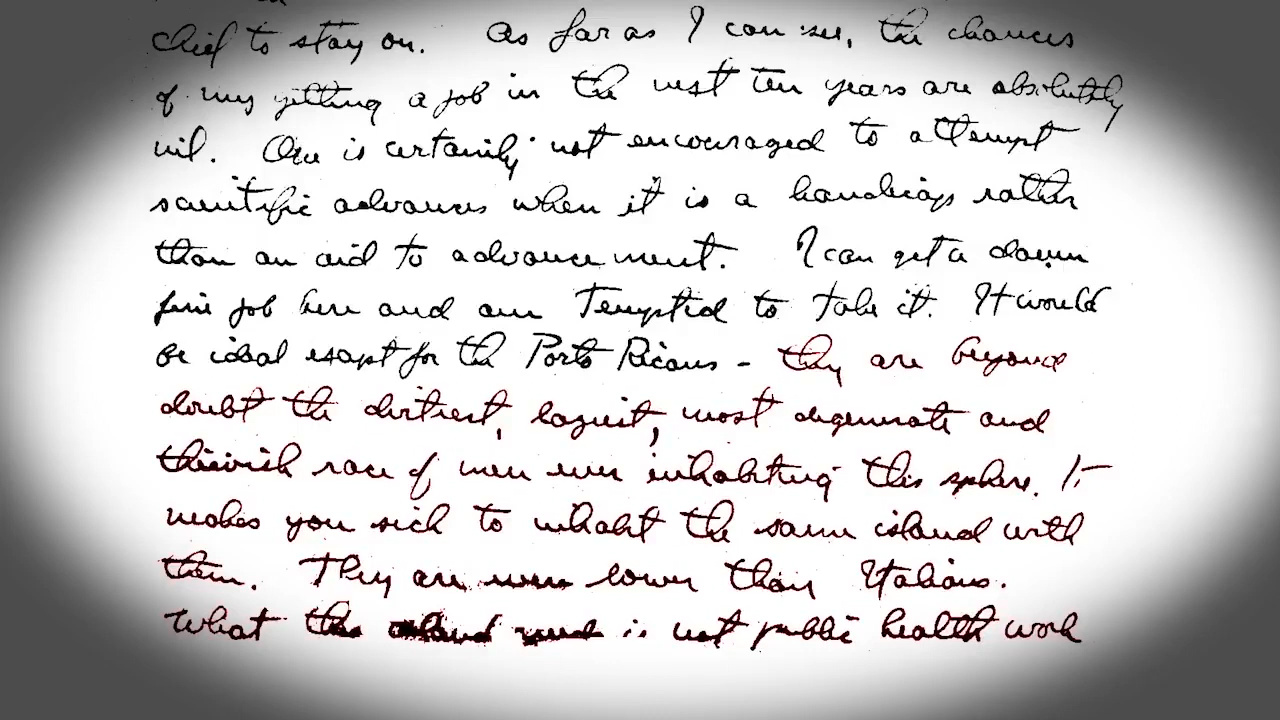 chief to stay on. As far as I can see, the chances
of my getting a job in the next ten years are absolutely
nil. One is certainly not encouraged to attempt
scientific advances when it is a handicap rather
than an aid to advancement. I can get a damn
fine job here and am tempted to take it. It would
be ideal except for the Porto Ricans - they are beyond
doubt the dirtiest, laziest, most degenerate and
thievish race of men ever inhabiting this sphere. It
makes you sick to inhabit the same island with
them. They are even lower than Italians.
What the island needs is not public health work